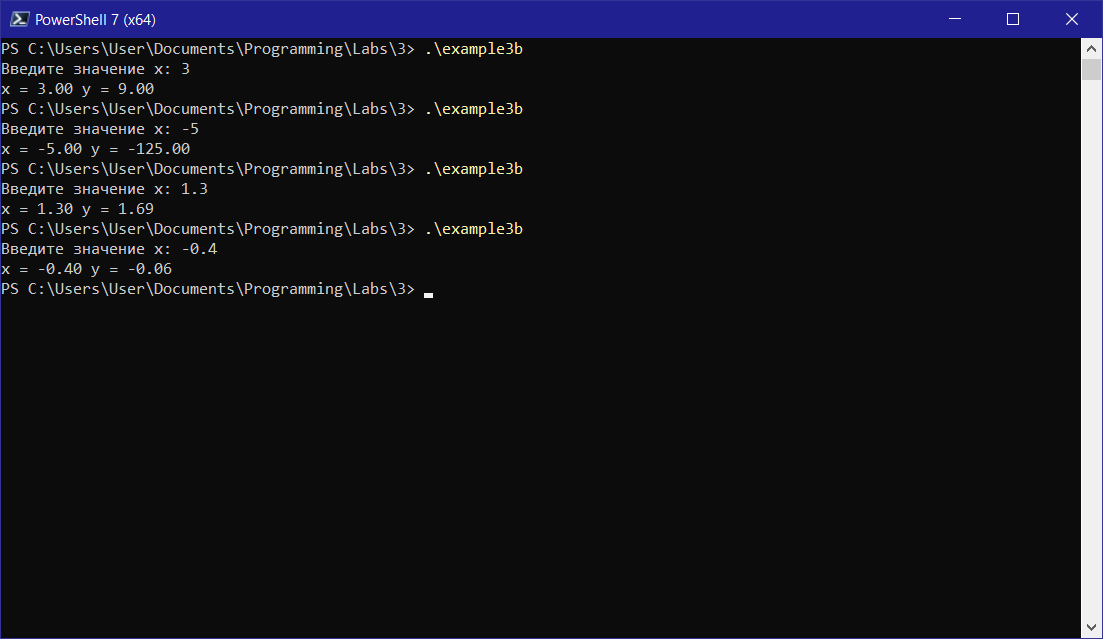 PowerShell 7 (x64)
PS C:\Users\User\Documents\Programming\Labs\3> .\example3b
Введите значение x: 3
x = 3.00 y = 9.00
PS C:\Users\User\Documents\Programming\Labs\3> .\example3b
Введите значение x: -5
x = -5.00 y = -125.00
PS C:\Users\User\Documents\Programming\Labs\3> .\example3b
Введите значение x: 1.3
x = 1.30 y = 1.69
PS C:\Users\User\Documents\Programming\Labs\3> .\example3b
Введите значение x: -0.4
x = -0.40 y = -0.06
PS C:\Users\User\Documents\Programming\Labs\3>